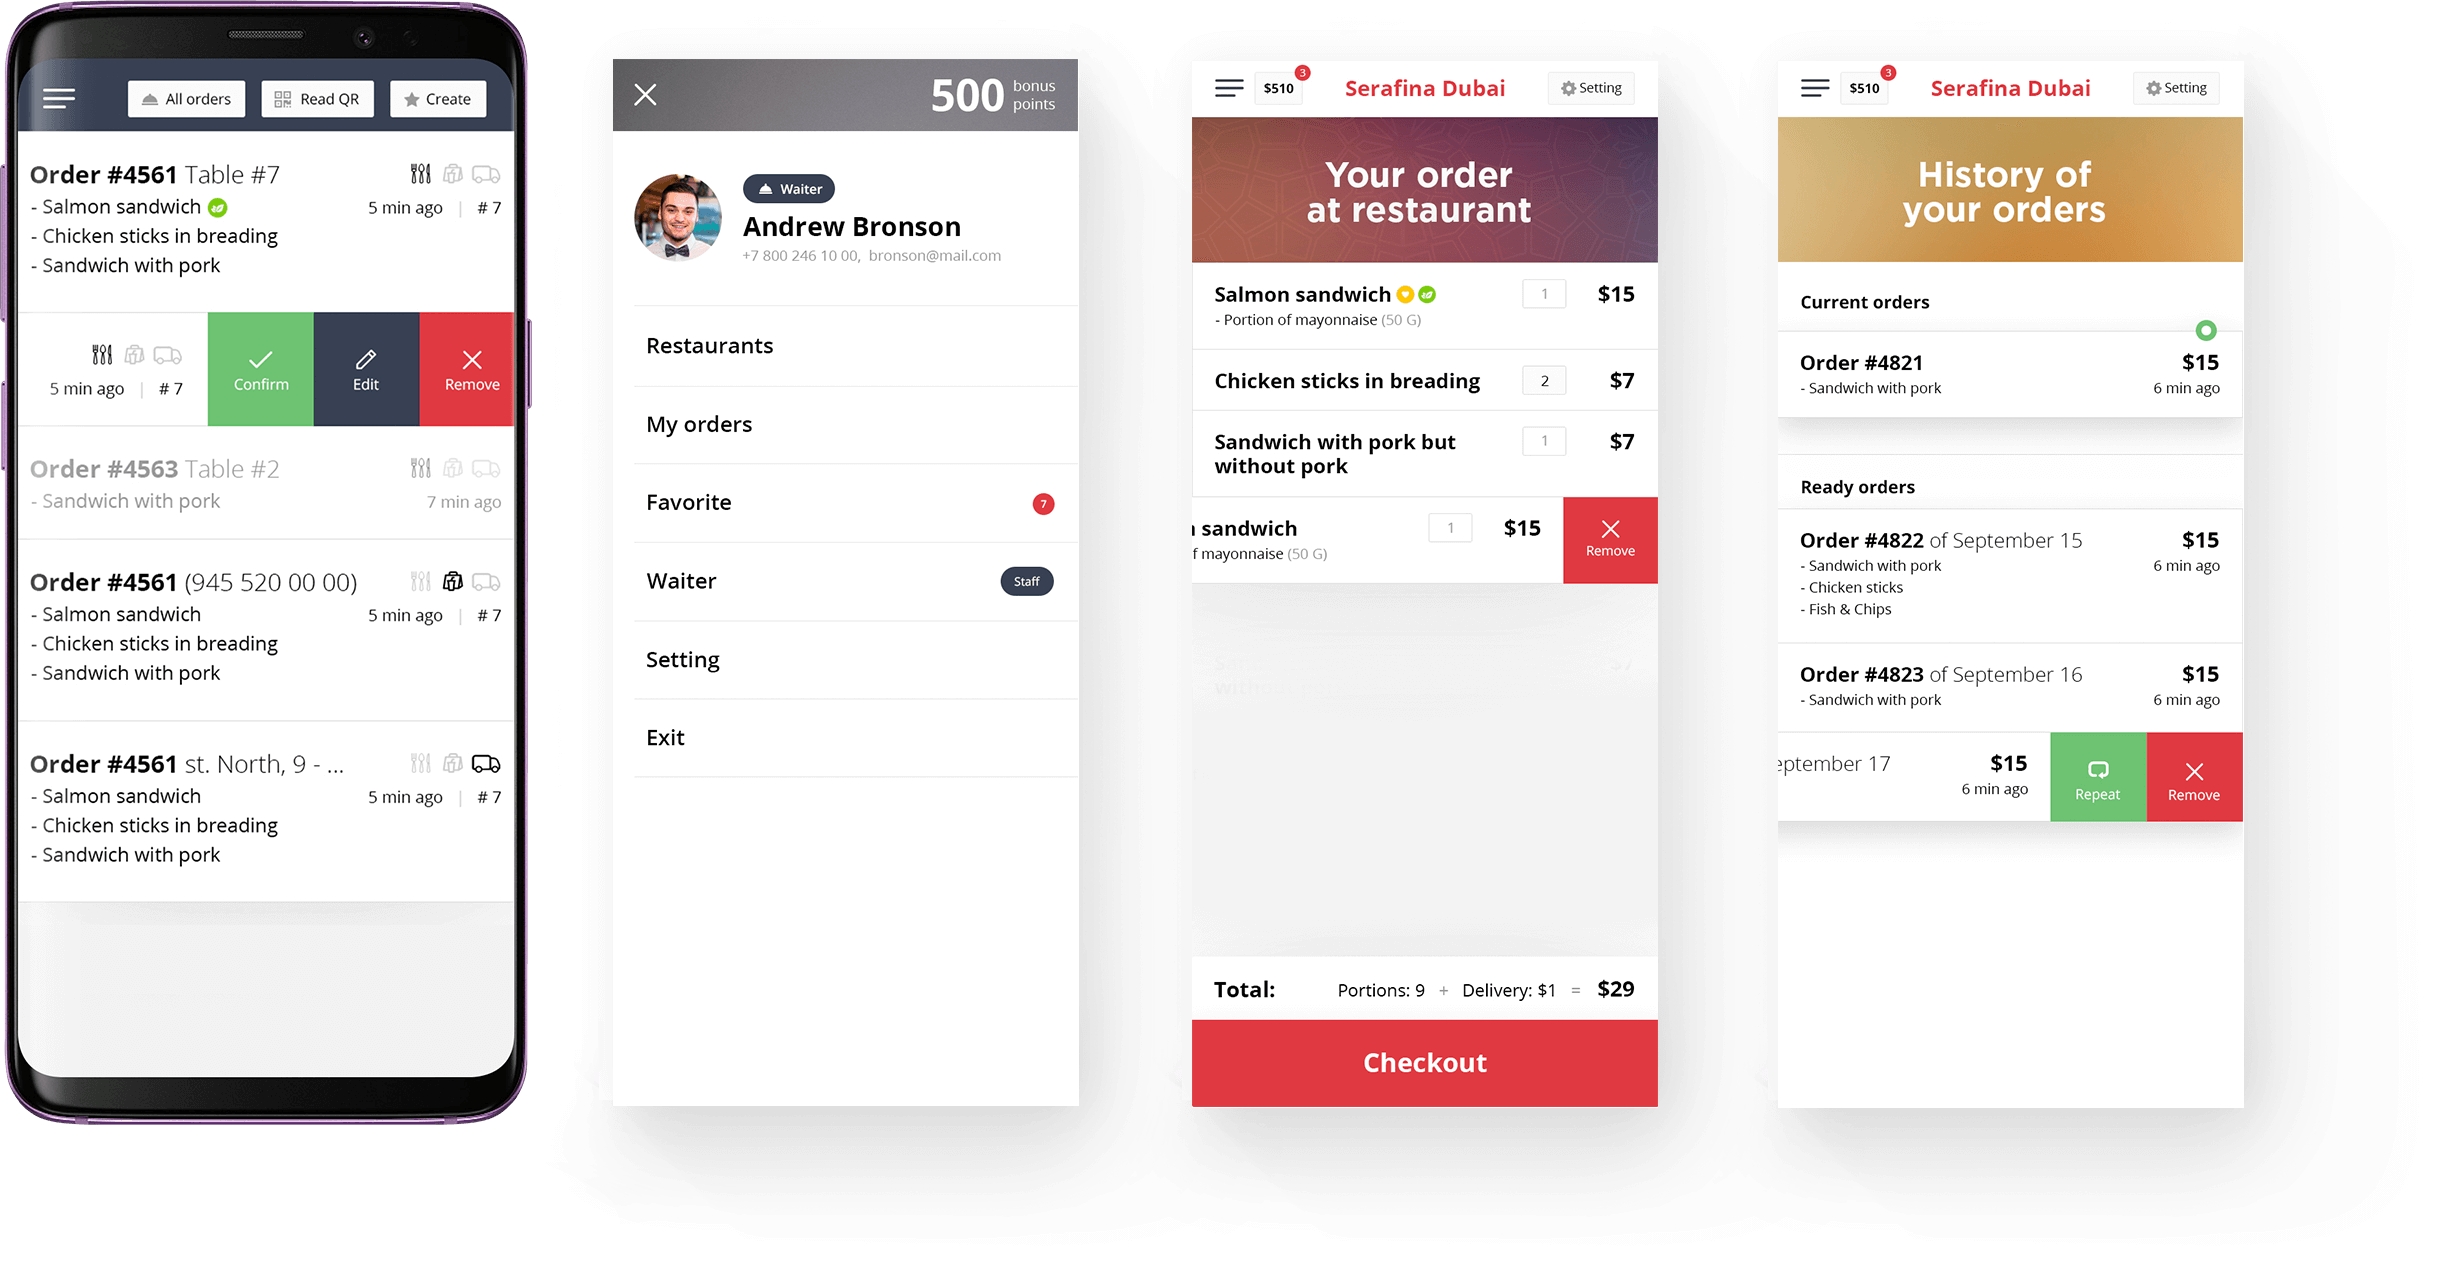 All orders
Read QR
Create
Order #4561 Table #7
- Salmon sandwich
5 min ago | # 7
- Chicken sticks in breading
- Sandwich with pork
5 min ago | # 7
Confirm
Edit
Remove
Order #4563 Table #2
- Sandwich with pork
7 min ago
Order #4561 (945 520 00 00)
- Salmon sandwich
5 min ago | # 7
- Chicken sticks in breading
- Sandwich with pork
Order #4561 st. North, 9 - ...
- Salmon sandwich
5 min ago | # 7
- Chicken sticks in breading
- Sandwich with pork
500 bonus
points
Waiter
Andrew Bronson
+7 800 246 10 00, bronson@mail.com
Restaurants
My orders
Favorite
7
Waiter
Staff
Setting
Exit
$510
3
Serafina Dubai
Setting
Your order
at restaurant
Salmon sandwich
1
$15
- Portion of mayonnaise (50 G)
Chicken sticks in breading
2
$7
Sandwich with pork but
without pork
1
$7
sandwich
1
$15
f mayonnaise (50 G)
Remove
Total:
Portions: 9 + Delivery: $1 = $29
Checkout
$510
3
Serafina Dubai
Setting
History of
your orders
Current orders
Order #4821
$15
- Sandwich with pork
6 min ago
Ready orders
Order #4822 of September 15
$15
- Sandwich with pork
6 min ago
- Chicken sticks
- Fish & Chips
Order #4823 of September 16
$15
- Sandwich with pork
6 min ago
eptember 17
$15
6 min ago
Repeat
Remove